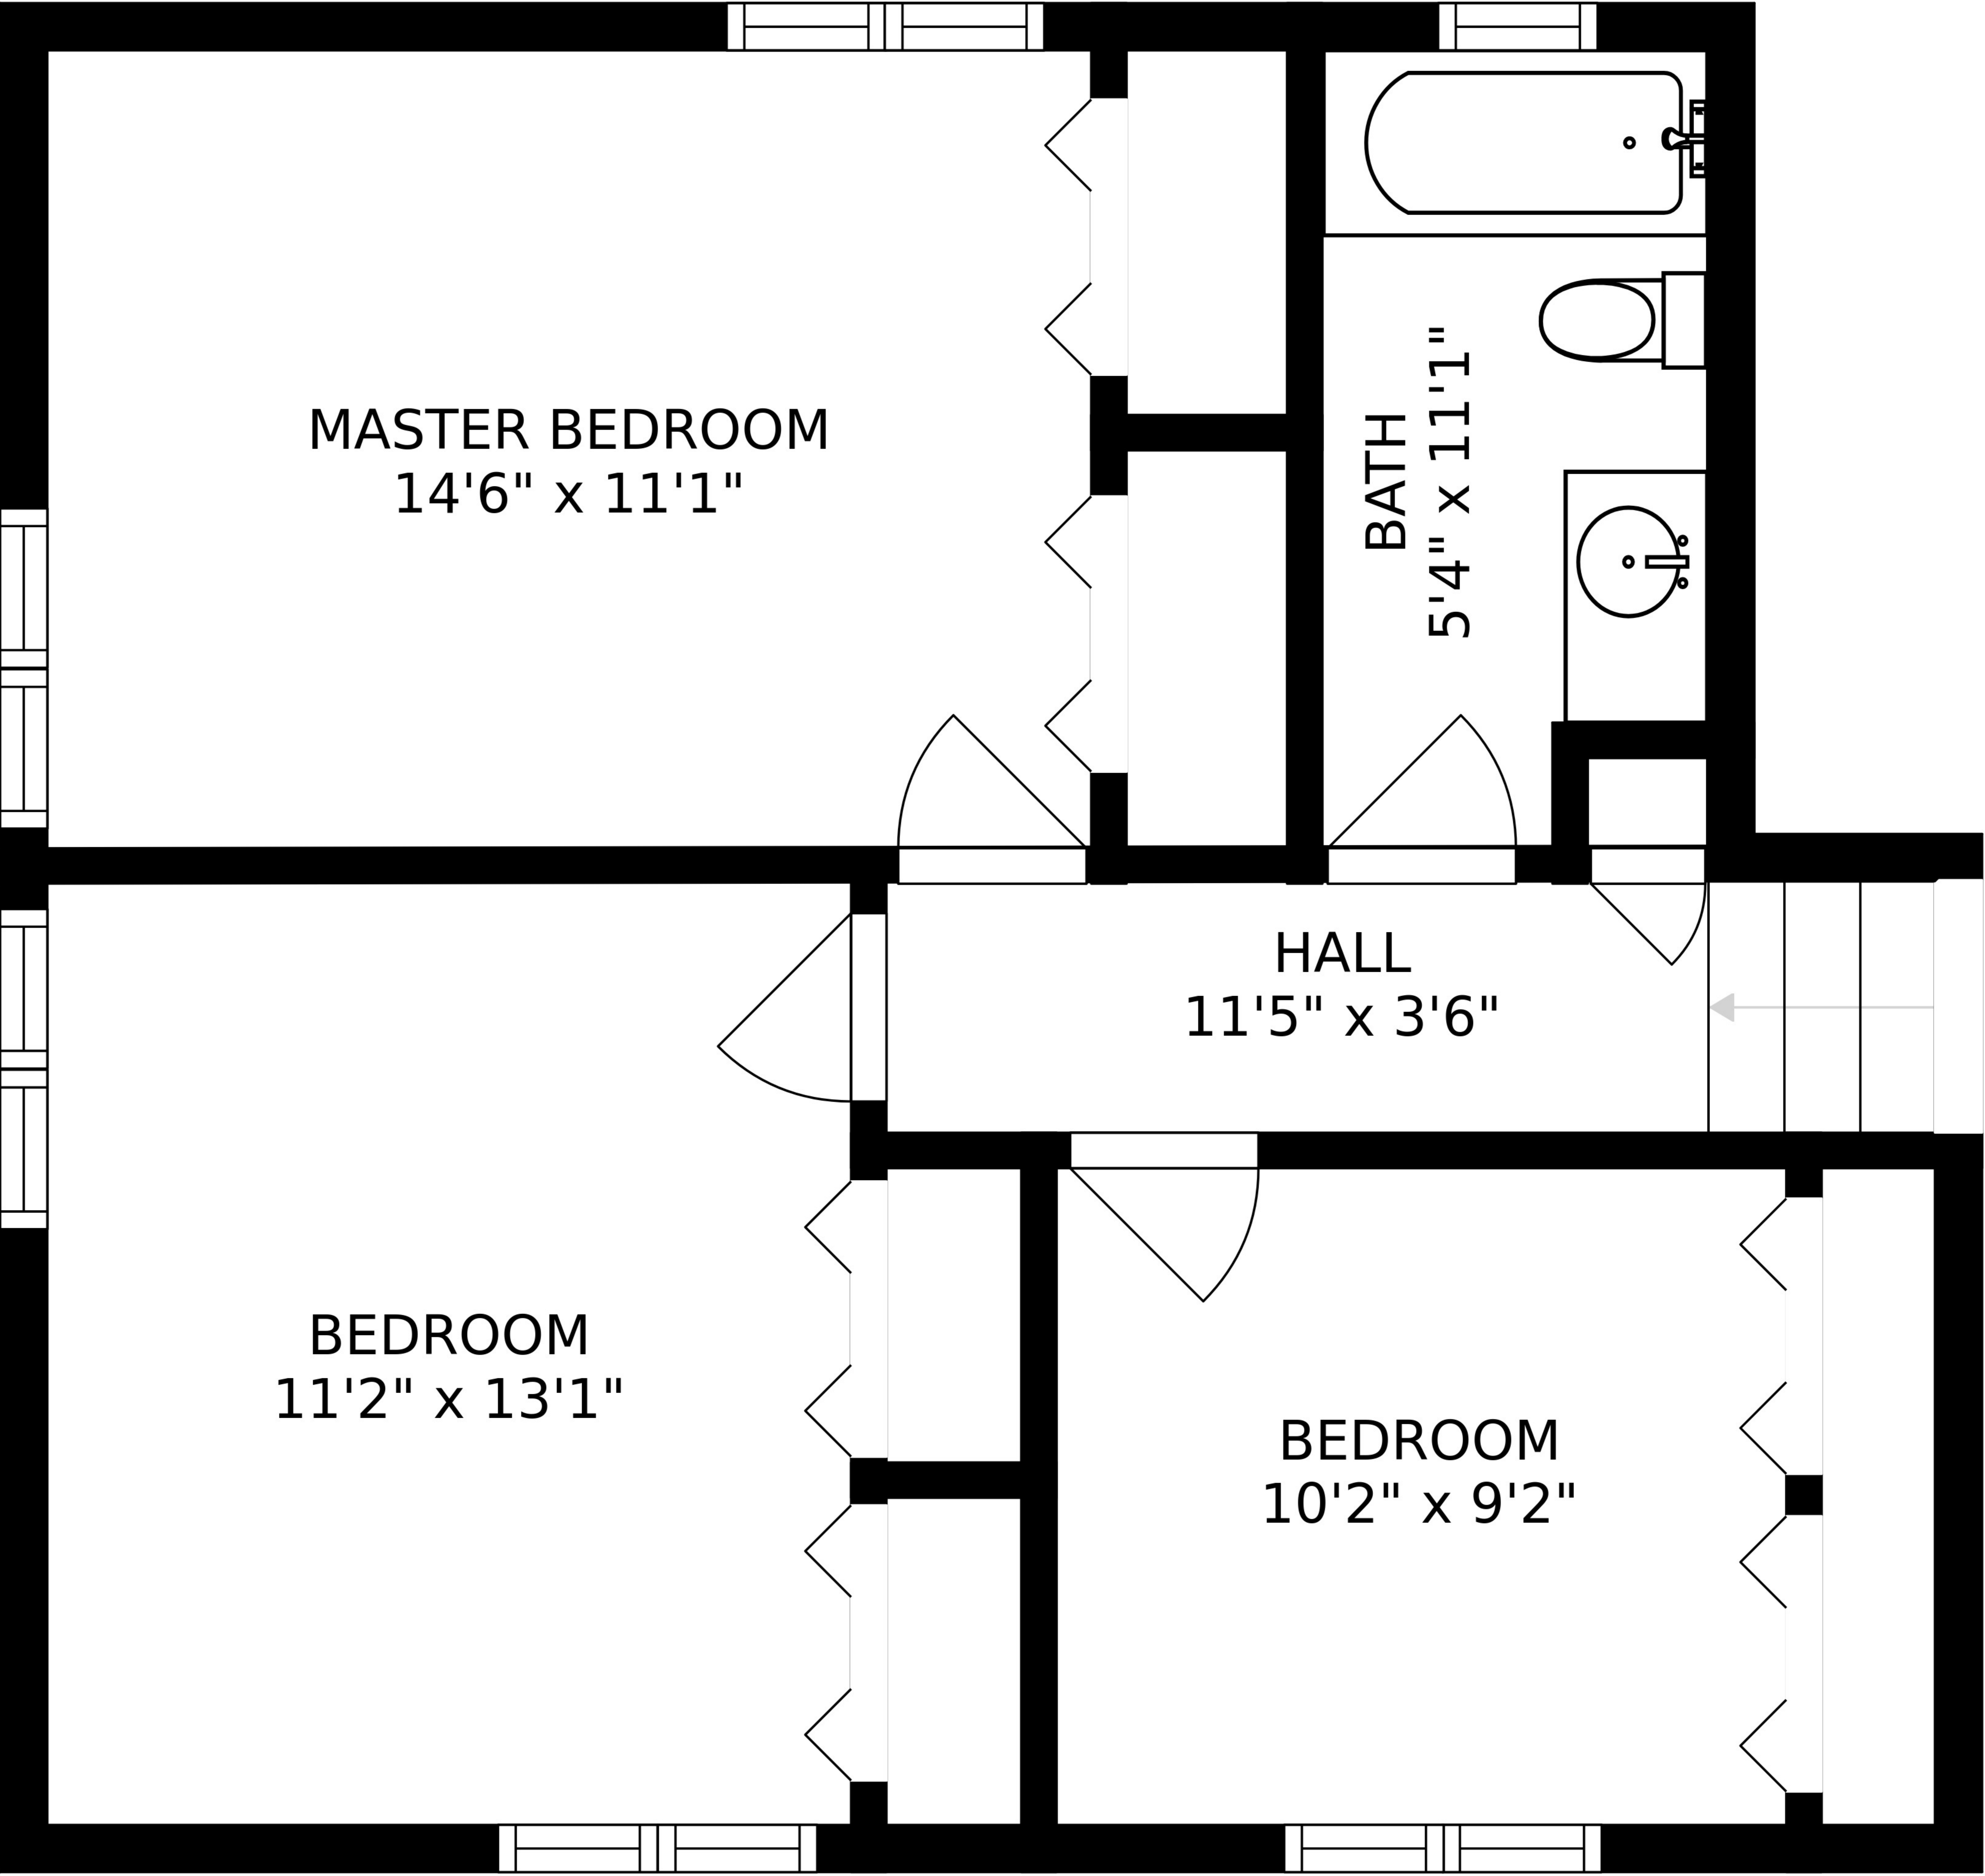 MASTER BEDROOM
14'6" x 11'1"
BATH
5'4" x 11'1"
HALL
11'5" x 3'6"
BEDROOM
11'2" x 13'1"
BEDROOM
10'2" x 9'2"